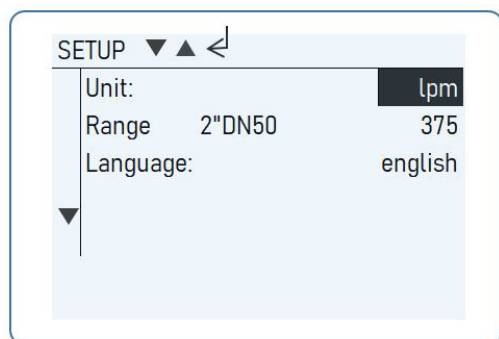 SETUP ▼ ▲
Unit: lpm
Range 2"DN50 375
Language: english